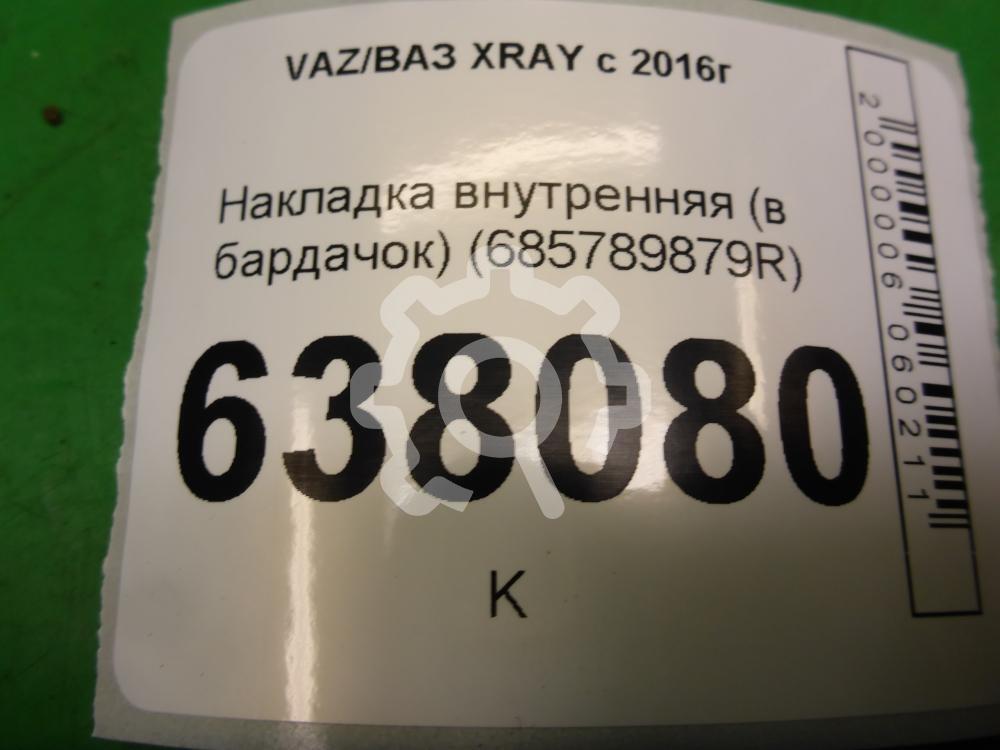 VAZ/ВАЗ XRAY с 2016г
Накладка внутренняя (в
бардачок) (685789879R)
638080
К
2000006060211